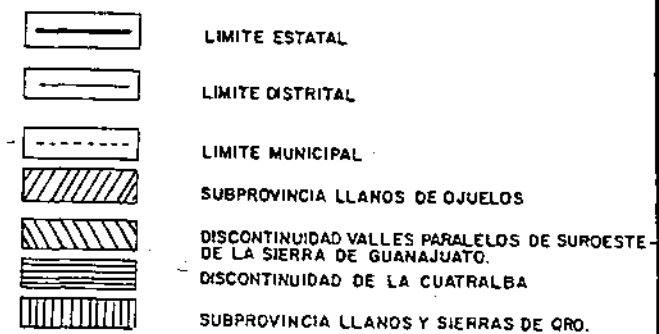 LIMITE ESTATAL
LIMITE DISTRITAL
LIMITE MUNICIPAL
SUBPROVINCIA LLANOS DE OJUELOS
DISCONTINUIDAD VALLES PARALELOS DE SUROESTE-
DE LA SIERRA DE GUANAJUATO.
DISCONTINUIDAD DE LA CUATRALBA
SUBPROVINCIA LLANOS Y SIERRAS DE QRO.